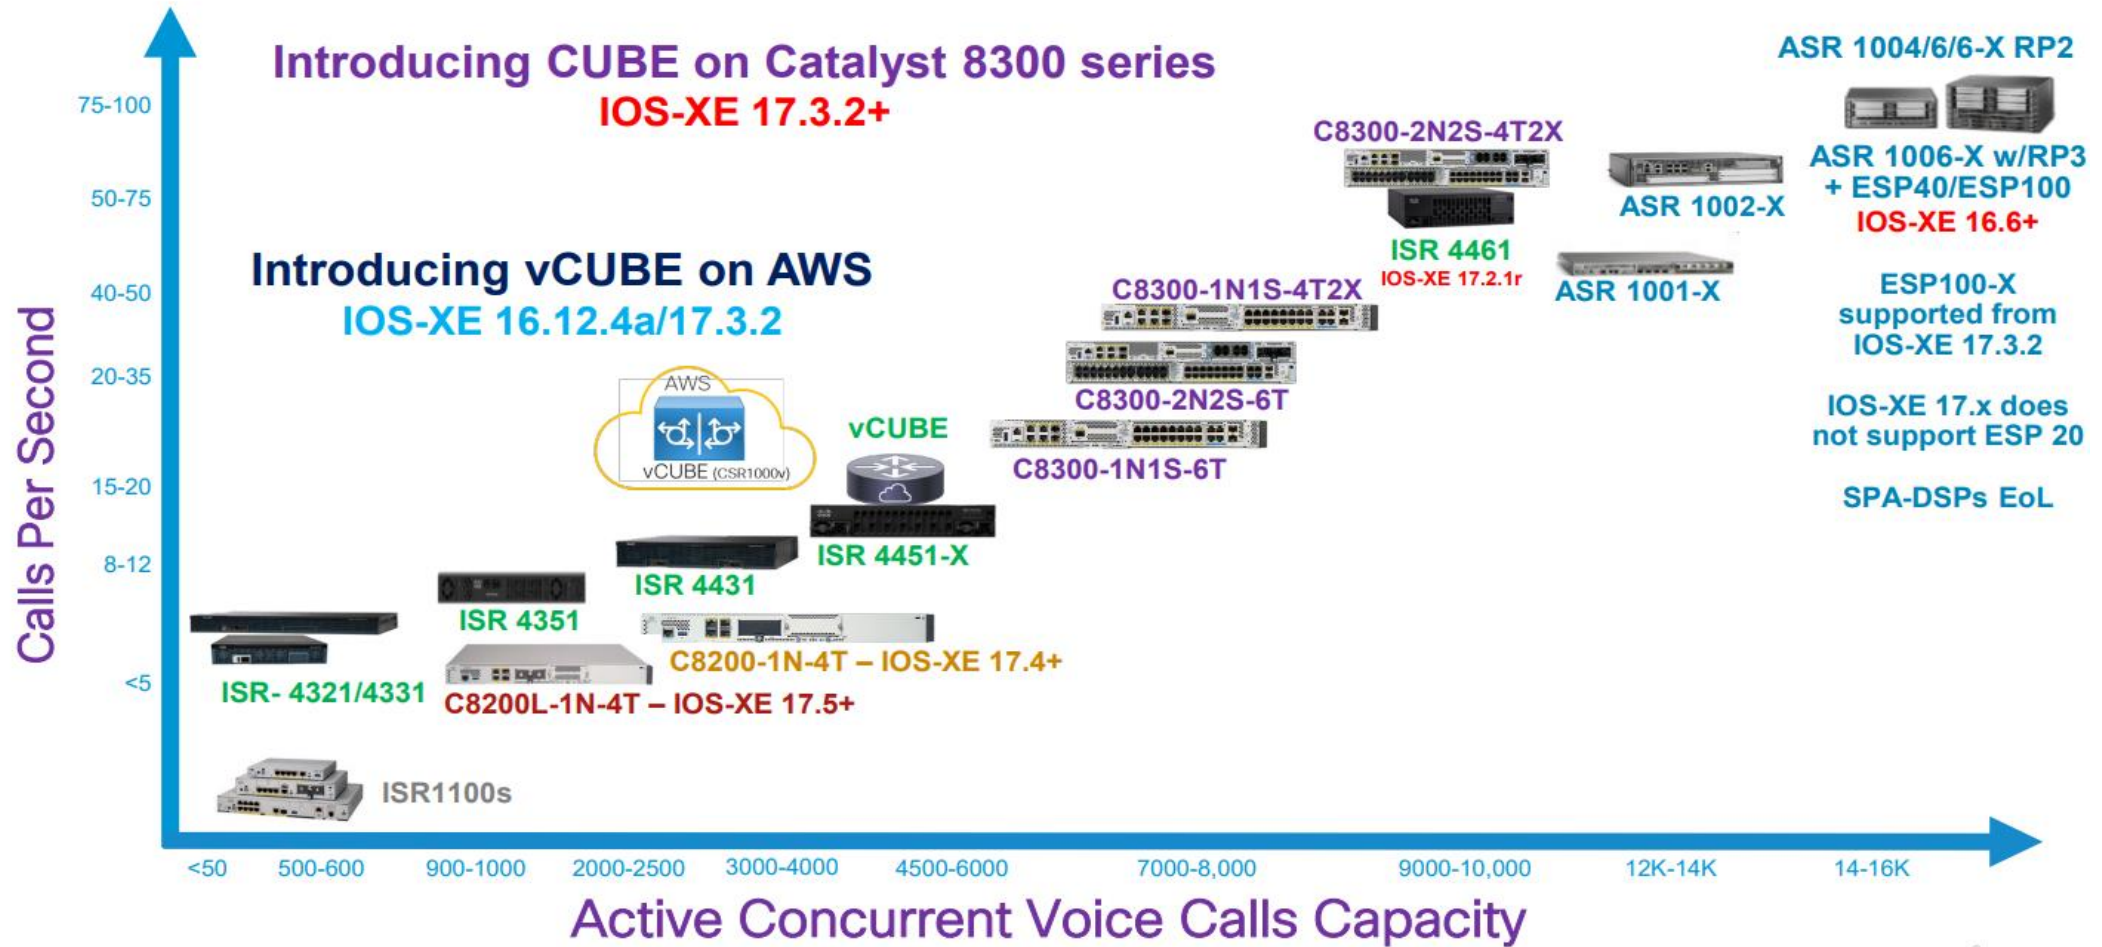 Introducing CUBE on Catalyst 8300 series
IOS-XE 17.3.2+
Introducing vCUBE on AWS
IOS-XE 16.12.4a/17.3.2
Calls Per Second
75-100
50-75
40-50
20-35
15-20
8-12
<5
ASR 1004/6/6-X RP2
ASR 1006-X w/RP3
+ ESP40/ESP100
IOS-XE 16.6+
ESP100-X
supported from
IOS-XE 17.3.2
IOS-XE 17.x does
not support ESP 20
SPA-DSPs EoL
C8300-2N2S-4T2X
ISR 4461
IOS-XE 17.2.1r
ASR 1002-X
ASR 1001-X
C8300-1N1S-4T2X
C8300-2N2S-6T
C8300-1N1S-6T
AWS
vCUBE (CSR1000v)
vCUBE
ISR 4451-X
ISR 4431
ISR 4351
C8200-1N-4T – IOS-XE 17.4+
ISR- 4321/4331
C8200L-1N-4T – IOS-XE 17.5+
ISR1100s
<50
500-600
900-1000
2000-2500
3000-4000
4500-6000
7000-8,000
9000-10,000
12K-14K
14-16K
Active Concurrent Voice Calls Capacity